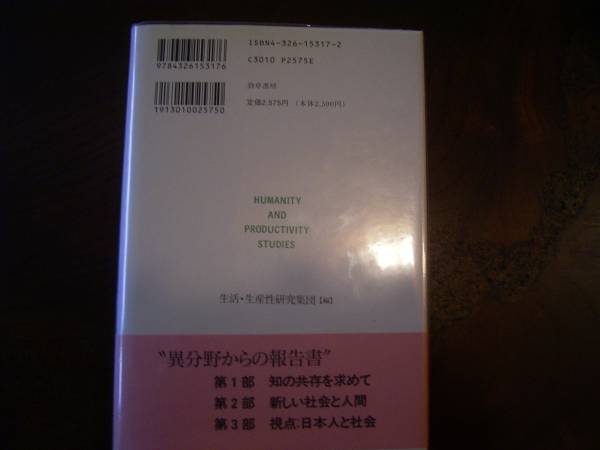 ISBN4-326-15317-2
9784326153176
C3010 P2575E
勁草書房
定価2,575円 (本体2,500円)
1913010025750
HUMANITY
AND
PRODUCTIVITY
STUDIES
生活・生産性研究集団【編】
〝異分野からの報告書〟
第1部 知の共存を求めて
第2部 新しい社会と人間
第3部 視点:日本人と社会